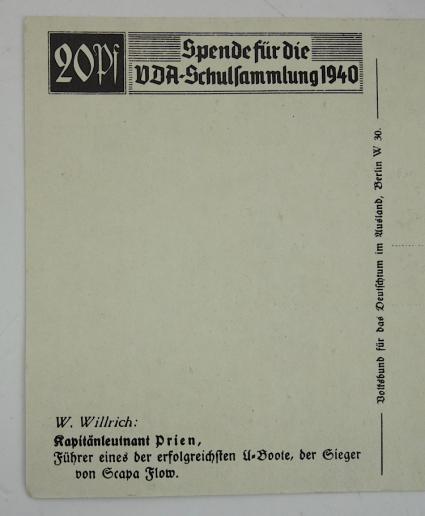 20Pf
Spende für die
VDA-Schulsammlung 1940
W. Willrich:
Kapitänleutnant Prien,
Führer eines der erfolgreichsten U-Boote, der Sieger
von Scapa Flow.
Volksbund für das Deutschtum im Ausland, Berlin W 30.